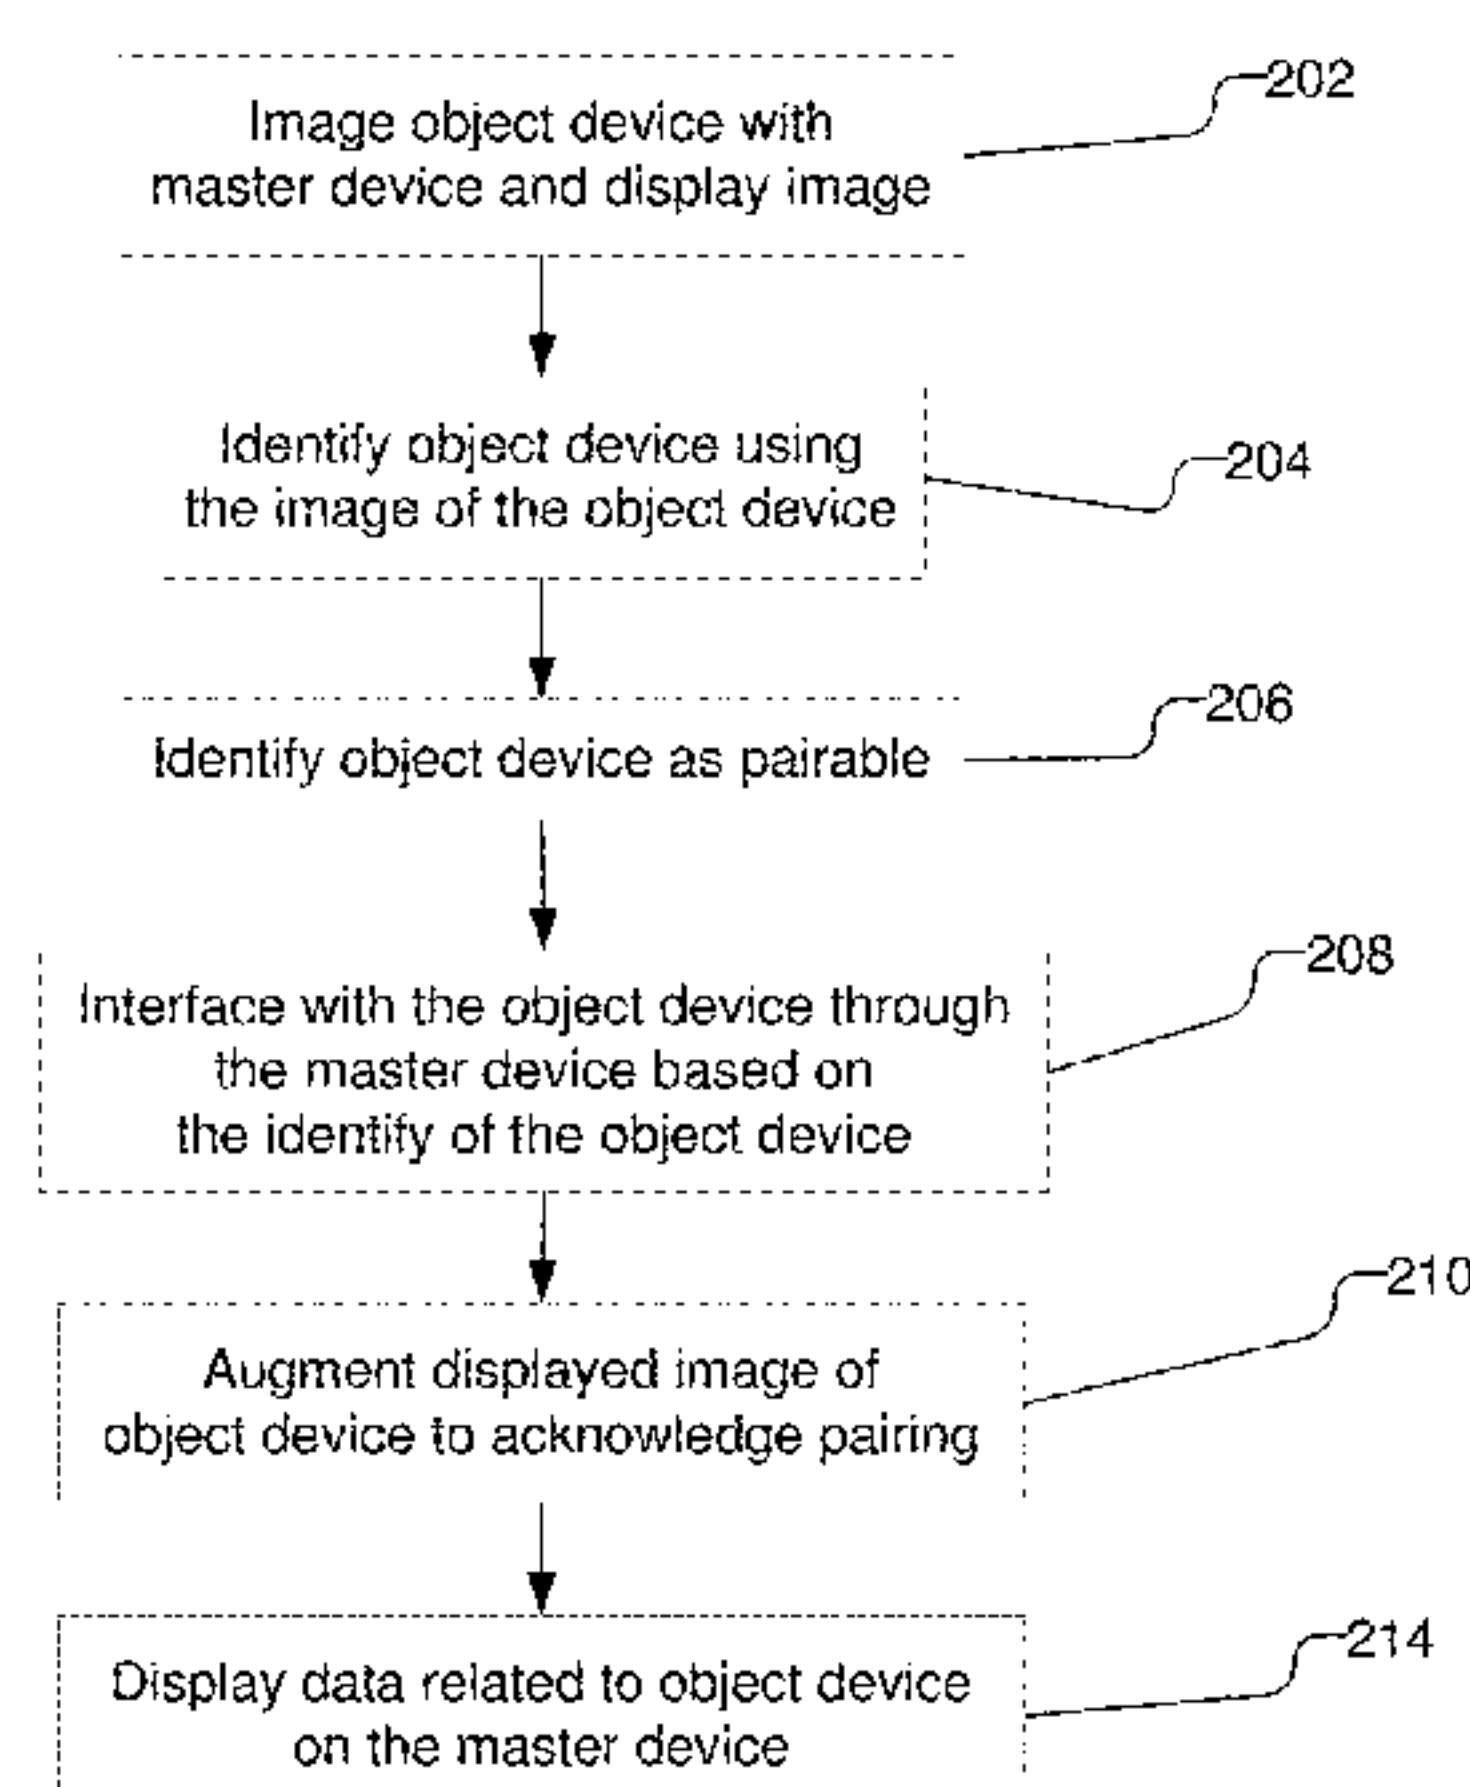 202
Image object device with
master device and display image
204
Identify object device using
the image of the object device
206
Identify object device as pairable
208
Interface with the object device through
the master device based on
the identify of the object device
210
Augment displayed image of
object device to acknowledge pairing
214
Display data related to object device
on the master device